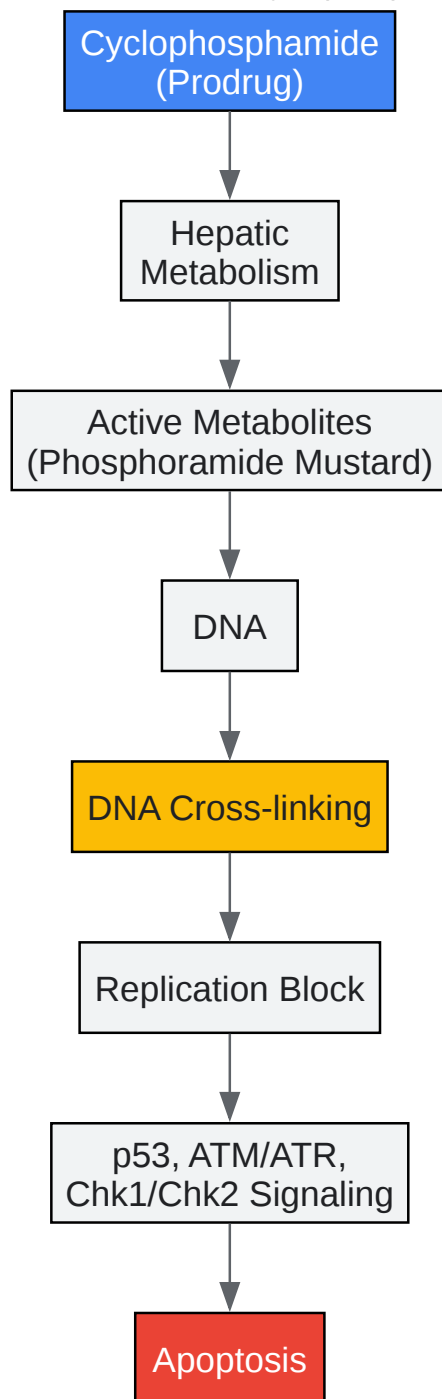 Cyclophosphamide
(Prodrug)
Hepatic
Metabolism
Active Metabolites
(Phosphoramide Mustard)
DNA
DNA Cross-linking
Replication Block
p53, ATM/ATR,
Chk1/Chk2 Signaling
Apoptosis